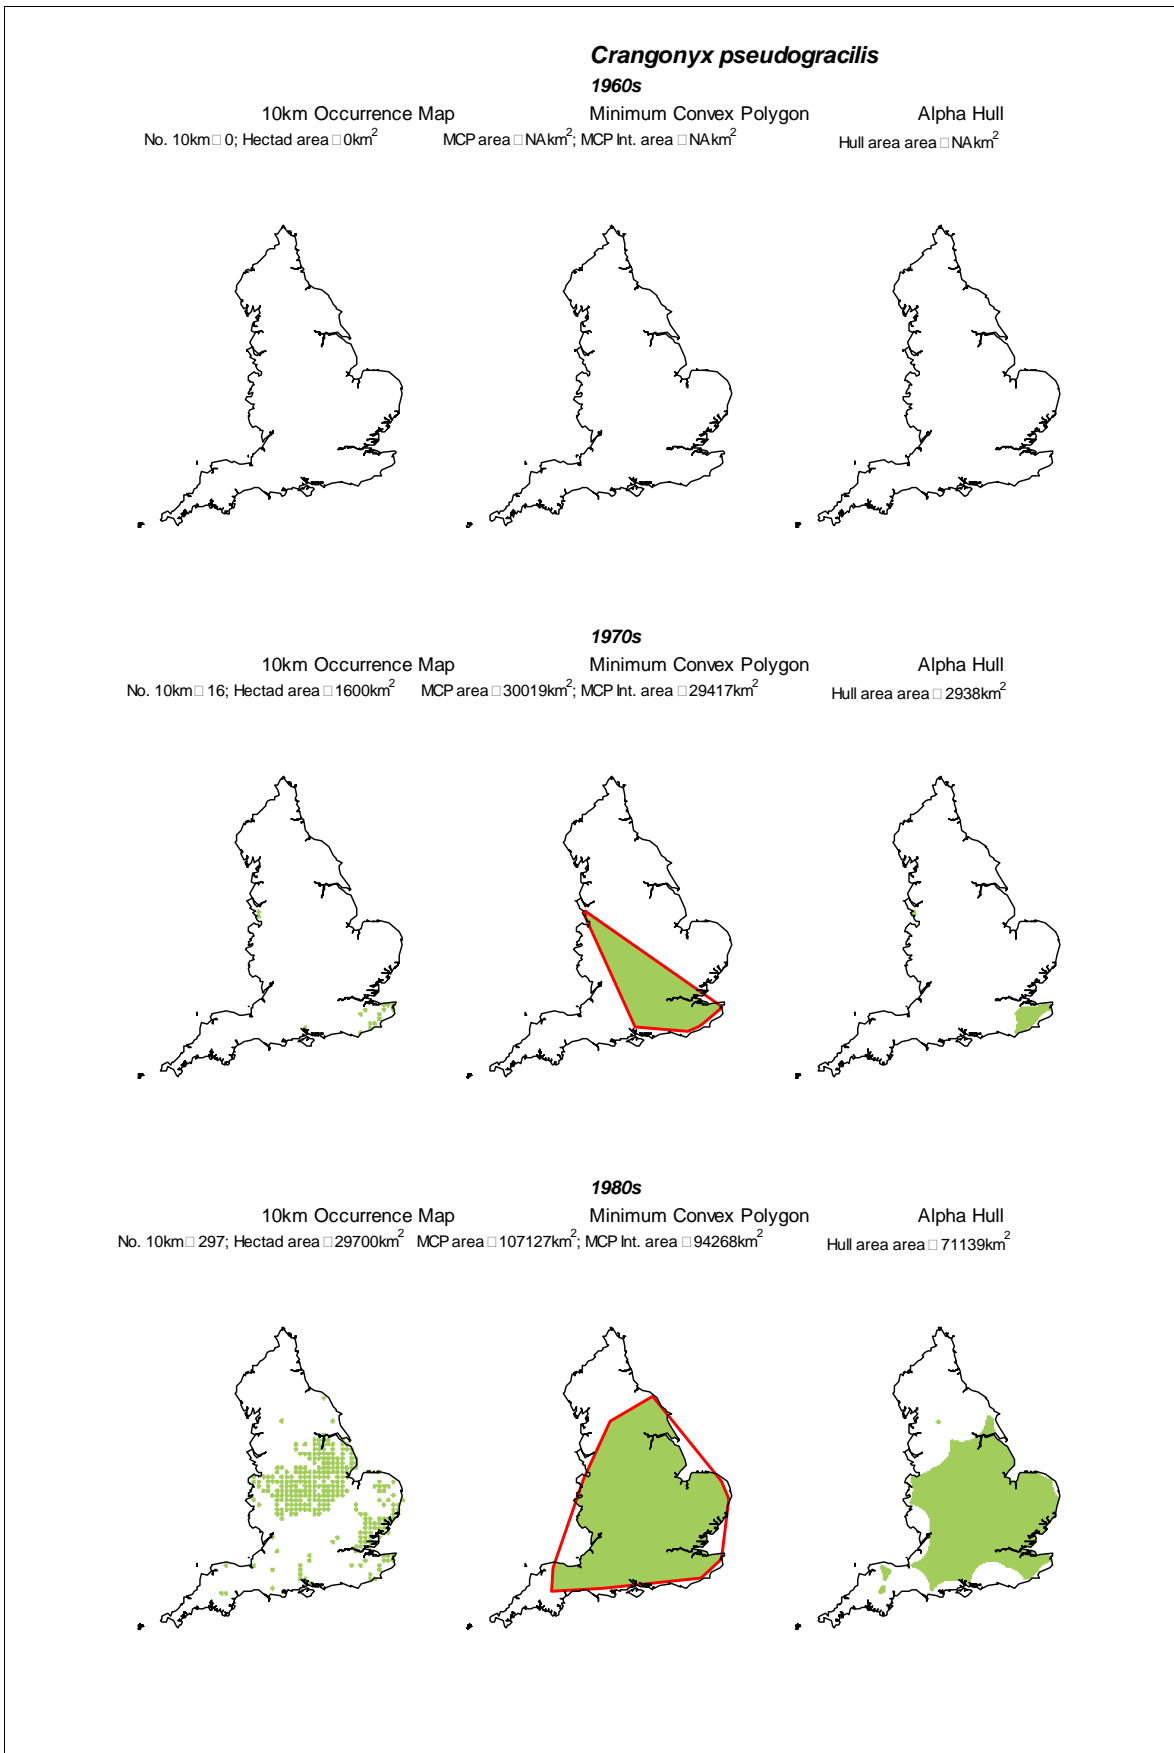 Crangonyx pseudogracilis
1960s
10km Occurrence Map Minimum Convex Polygon Alpha Hull
No. 10km□0; Hectad area□0km² MCP area□NAkm²; MCP Int. area□NAkm² Hull area area□NAkm²
1970s
10km Occurrence Map Minimum Convex Polygon Alpha Hull
No. 10km□16; Hectad area□1600km² MCP area□30019km²; MCP Int. area□29417km² Hull area area□2938km²
1980s
10km Occurrence Map Minimum Convex Polygon Alpha Hull
No. 10km□297; Hectad area□29700km² MCP area□107127km²; MCP Int. area□94268km² Hull area area□71139km²